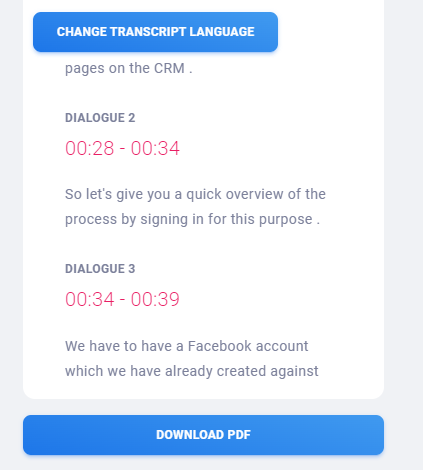 CHANGE TRANSCRIPT LANGUAGE
pages on the CRM .
DIALOGUE 2
00:28 - 00:34
So let's give you a quick overview of the
process by signing in for this purpose .
DIALOGUE 3
00:34 - 00:39
We have to have a Facebook account
which we have already created against
DOWNLOAD PDF